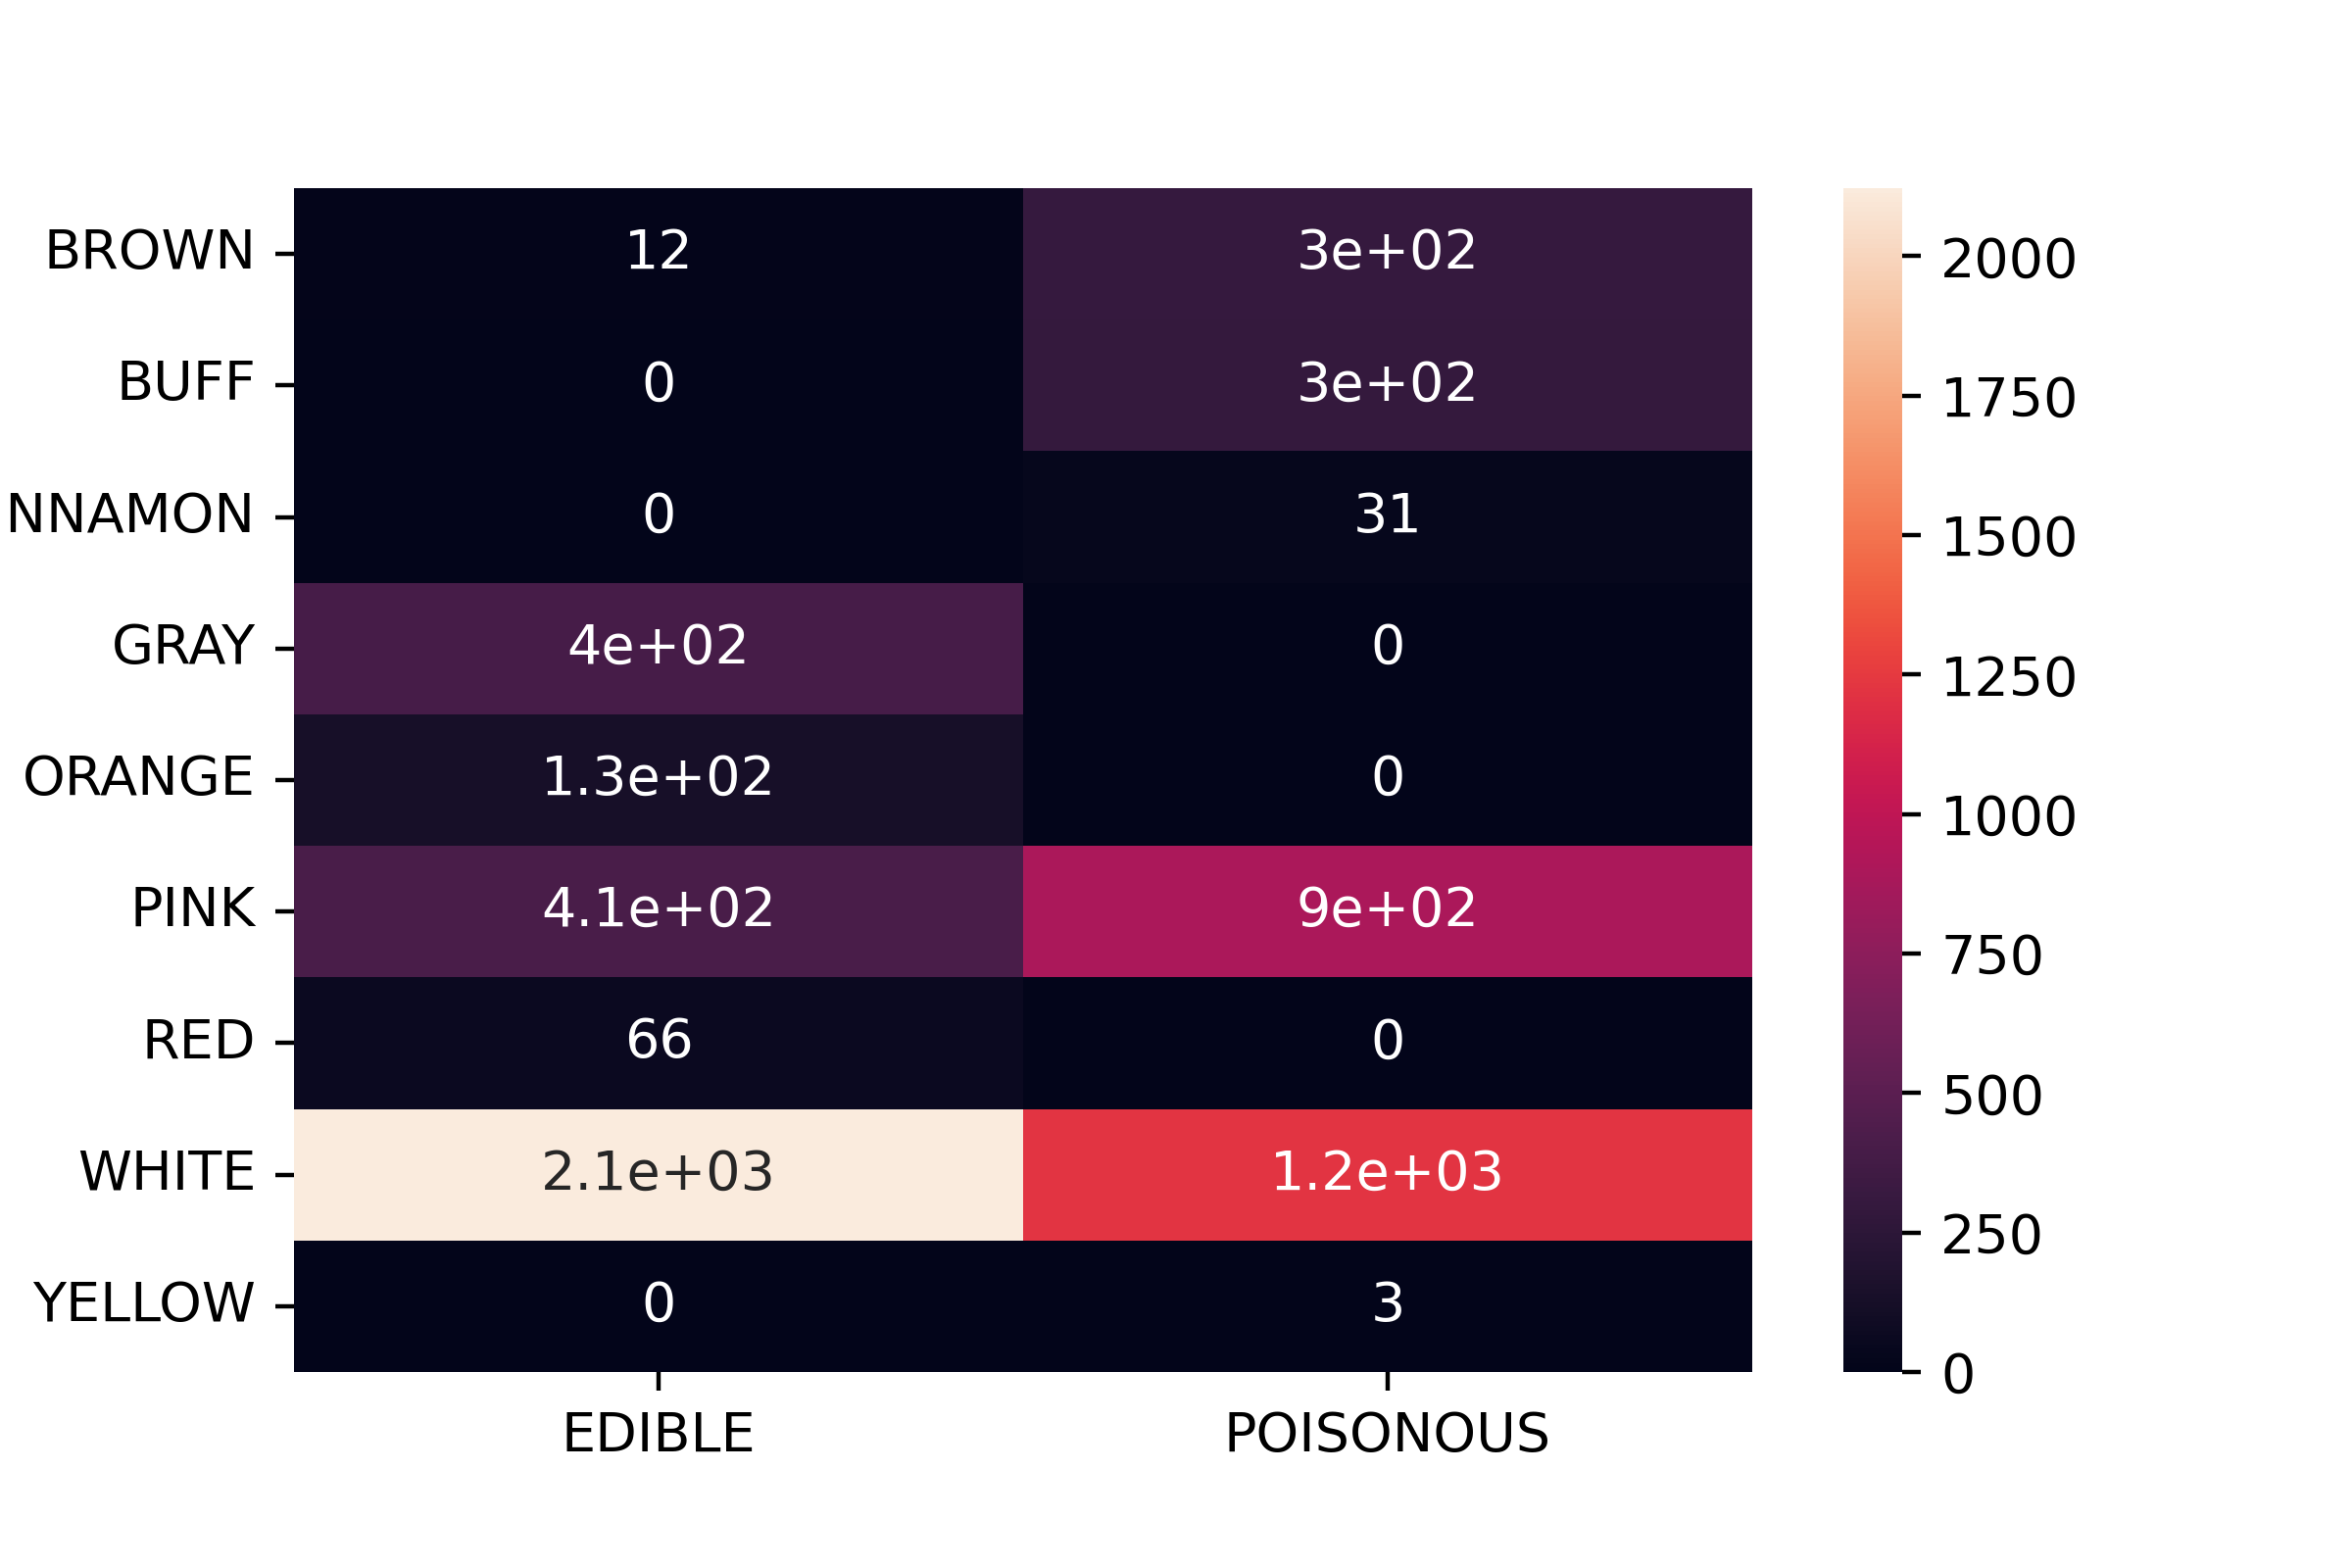 BROWN 12 3e+02 2000
BUFF 0 3e+02 1750
NNAMON 0 31 1500
GRAY 4e+02 0 1250
ORANGE 1.3e+02 0 1000
PINK 4.1e+02 9e+02 750
RED 66 0 500
WHITE 2.1e+03 1.2e+03 250
YELLOW 0 3 0
EDIBLE POISONOUS